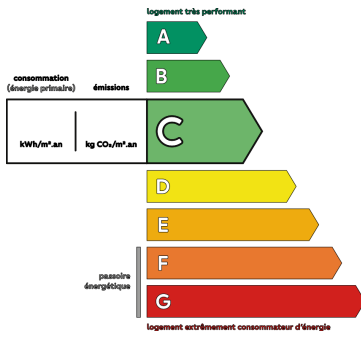 logement très performant
A
B
consommation
(énergie primaire)
émissions
C
kWh/m².an
kg CO₂/m².an
D
E
F
passoire
énergétique
G
logement extrêmement consommateur d'énergie